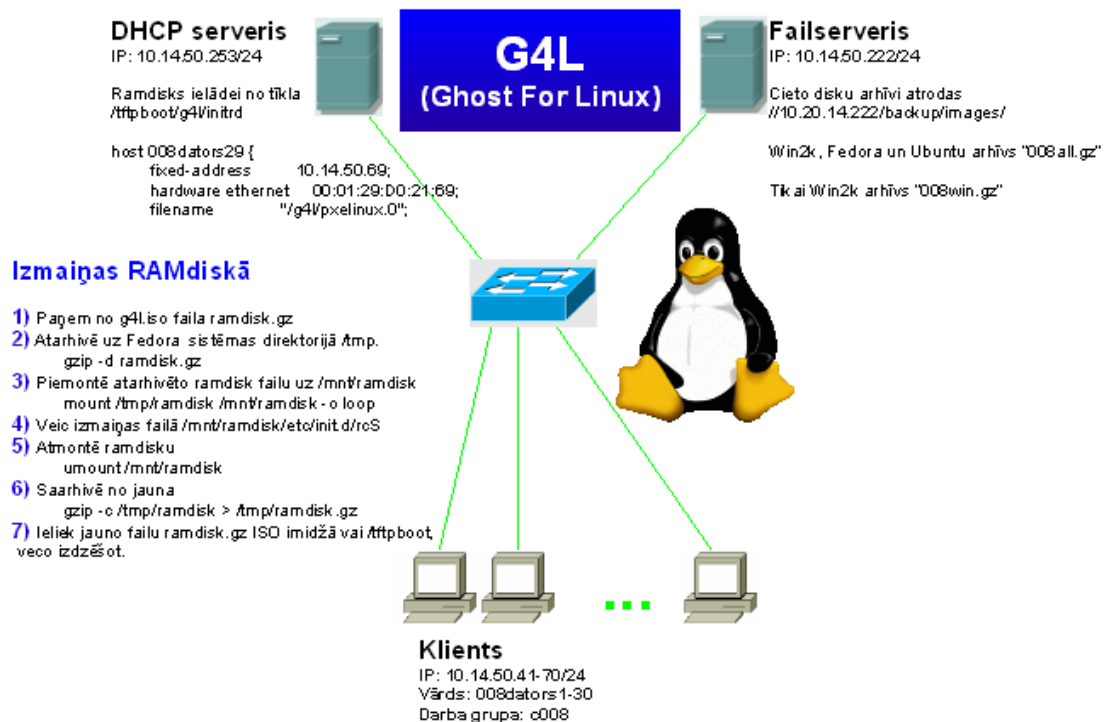 DHCP serveris
IP: 10.14.50.253/24
Ramdisks ielādei no tīkla
/tftpboot/g4l/initrd
host 008dators29 {
fixed-address 10.14.50.69;
hardware ethernet 00:01:29:D0:21:69;
filename "/g4l/pxelinux.0";
G4L
(Ghost For Linux)
Failserveris
IP: 10.14.50.222/24
Cieto disku arhīvi atrodas
//10.20.14.222/backup/images/
Win2k, Fedora un Ubuntu arhīvs "008all.gz"
Tikai Win2k arhīvs "008win.gz"
Izmaiņas RAMdiskā
1) Paņem no g4l.iso faila ramdisk.gz
2) Atarhivē uz Fedora sistēmas direktorijā /tmp.
gzip -d ramdisk.gz
3) Piemontē atarhivēto ramdisk failu uz /mnt/ramdisk
mount /tmp/ramdisk /mnt/ramdisk -o loop
4) Veic izmaiņas failā /mnt/ramdisk/etc/init.d/rcS
5) Atmontē ramdisku
umount /mnt/ramdisk
6) Saarhivē no jauna
gzip -c /tmp/ramdisk > /tmp/ramdisk.gz
7) Ieliek jauno failu ramdisk.gz ISO imidžā vai /tftpboot,
veco izdzēšot.
...
Klients
IP: 10.14.50.41-70/24
Vārds: 008dators1-30
Darba grupa: c008